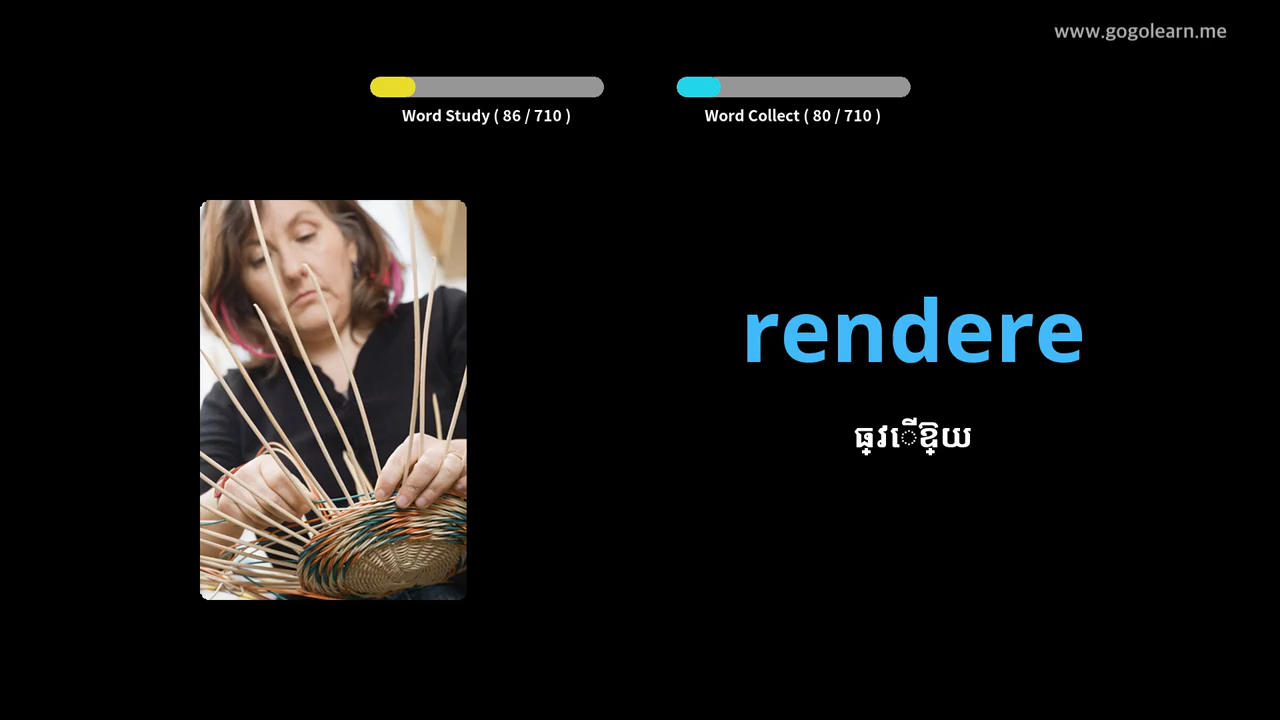 www.gogolearn.me
Word Study ( 86 / 710 )
Word Collect ( 80 / 710 )
rendere
ធ្វើឱ្យ